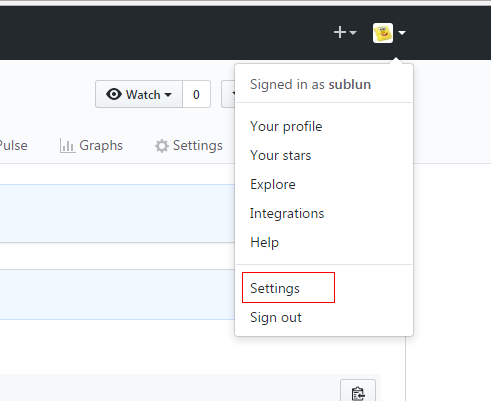 Watch 0
Pulse Graphs Settings
Signed in as sublun
Your profile
Your stars
Explore
Integrations
Help
Settings
Sign out